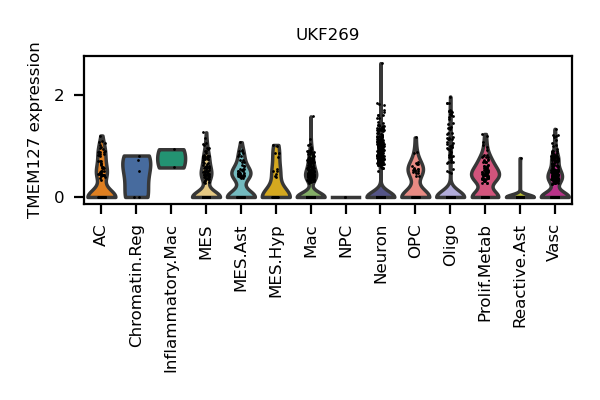 UKF269
TMEM127 expression
2
0
AC
Chromatin.Reg
Inflammatory.Mac
MES
MES.Ast
MES.Hyp
Mac
NPC
Neuron
OPC
Oligo
Prolif.Metab
Reactive.Ast
Vasc